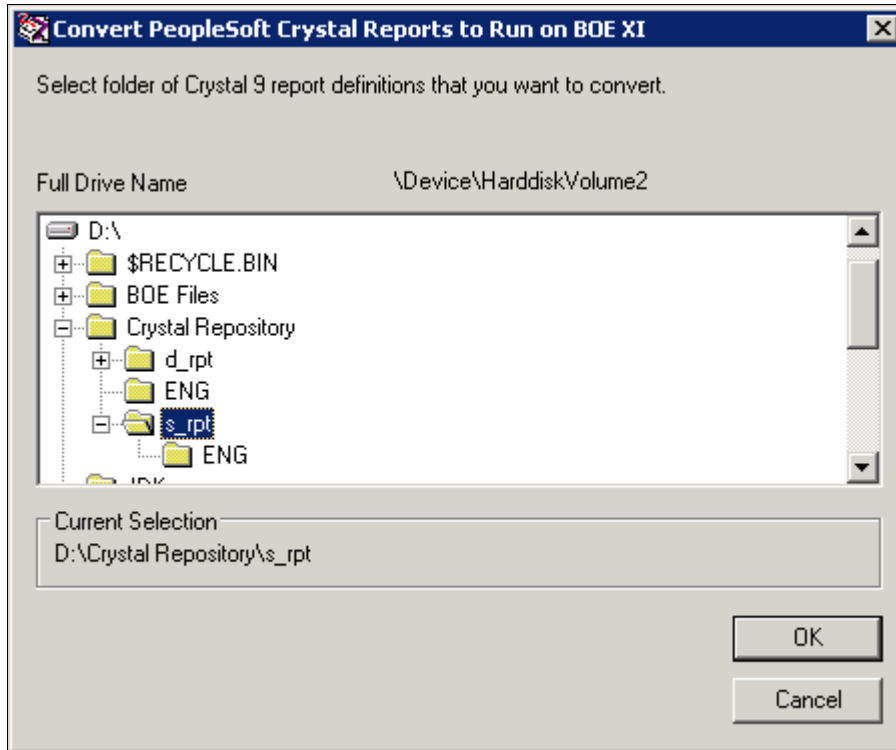 Convert PeopleSoft Crystal Reports to Run on BOE XI
Select folder of Crystal 9 report definitions that you want to convert.
Full Drive Name \Device\HarddiskVolume2
D:\
$RECYCLE.BIN
BOE Files
Crystal Repository
d_rpt
ENG
s_rpt
ENG
Current Selection
D:\Crystal Repository\s_rpt
OK
Cancel